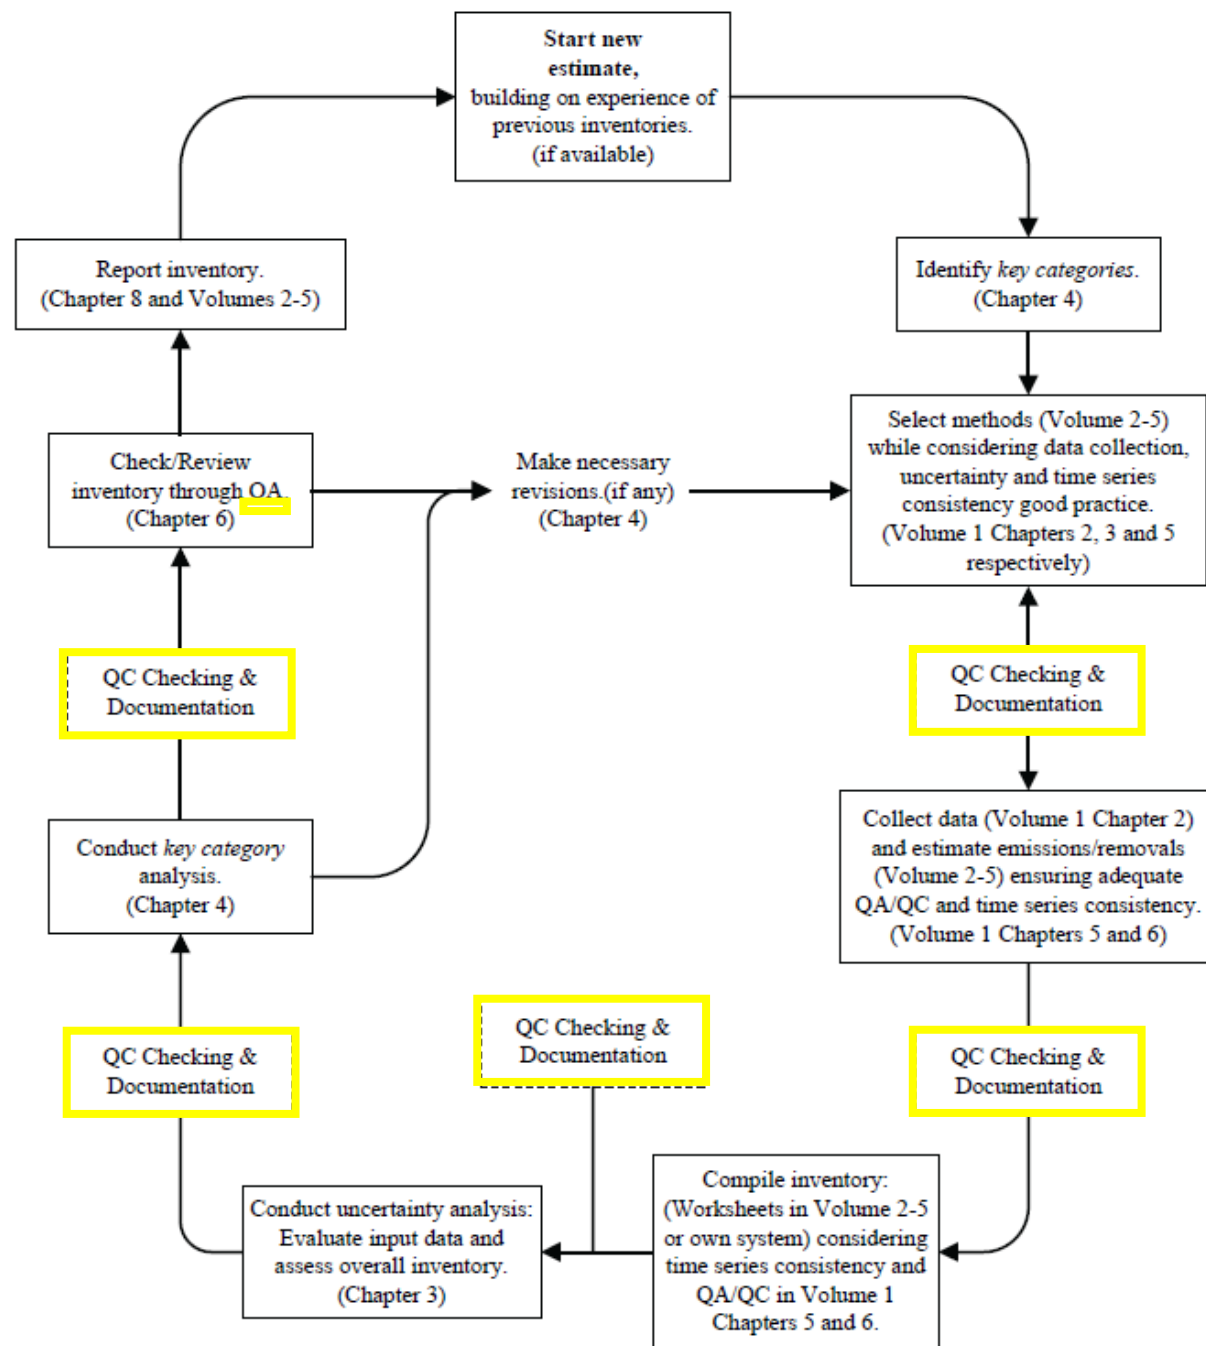 Start new
estimate,
building on experience of
previous inventories.
(if available)
Report inventory.
(Chapter 8 and Volumes 2-5)
Identify key categories.
(Chapter 4)
Check/Review
inventory through QA.
(Chapter 6)
Make necessary
revisions.(if any)
(Chapter 4)
Select methods (Volume 2-5)
while considering data collection,
uncertainty and time series
consistency good practice.
(Volume 1 Chapters 2, 3 and 5
respectively)
QC Checking &
Documentation
QC Checking &
Documentation
Conduct key category
analysis.
(Chapter 4)
Collect data (Volume 1 Chapter 2)
and estimate emissions/removals
(Volume 2-5) ensuring adequate
QA/QC and time series consistency.
(Volume 1 Chapters 5 and 6)
QC Checking &
Documentation
QC Checking &
Documentation
QC Checking &
Documentation
Conduct uncertainty analysis:
Evaluate input data and
assess overall inventory.
(Chapter 3)
Compile inventory:
(Worksheets in Volume 2-5
or own system) considering
time series consistency and
QA/QC in Volume 1
Chapters 5 and 6.